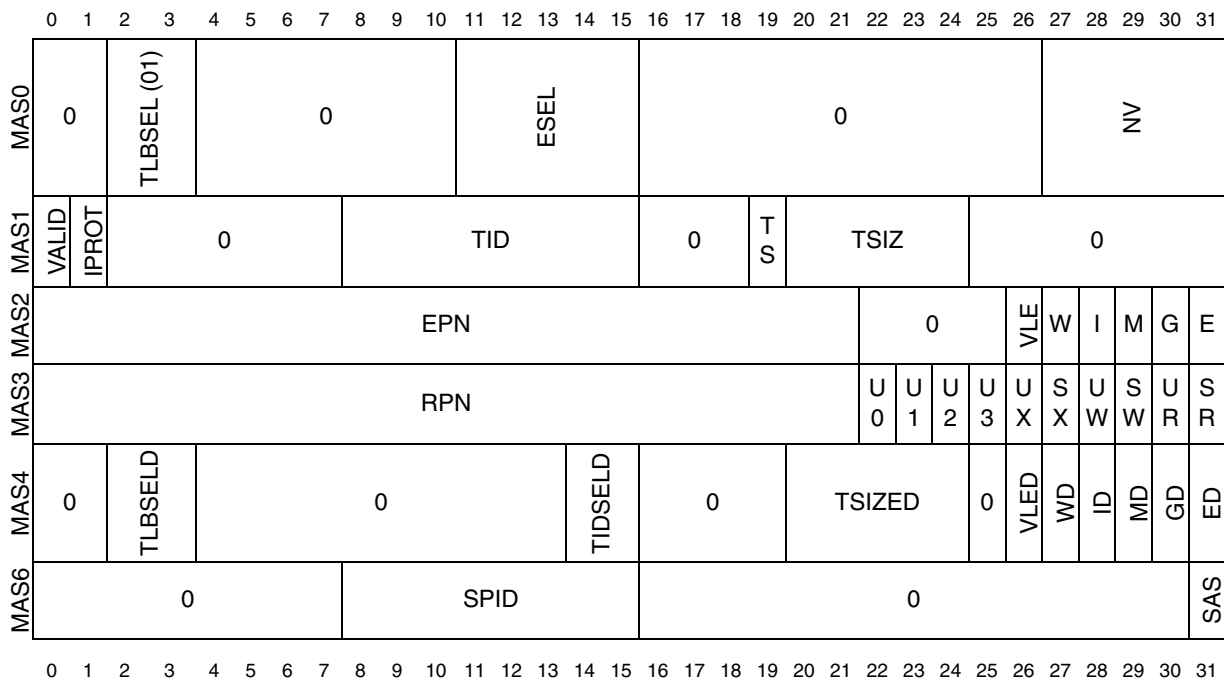 0 1 2 3 4 5 6 7 8 9 10 11 12 13 14 15 16 17 18 19 20 21 22 23 24 25 26 27 28 29 30 31
MAS0 0 TLBSEL (01) 0 ESEL 0 NV
MAS1 VALID IPROT 0 TID 0 TS TSIZ 0
MAS2 EPN 0 VLE W I M G E
MAS3 RPN U0 U1 U2 U3 UX SX UW SW UR SR
MAS4 0 TLBSELD 0 TIDSELD 0 TSIZED 0 VLED WD ID MD GD ED
MAS6 0 SPID 0 SAS
0 1 2 3 4 5 6 7 8 9 10 11 12 13 14 15 16 17 18 19 20 21 22 23 24 25 26 27 28 29 30 31